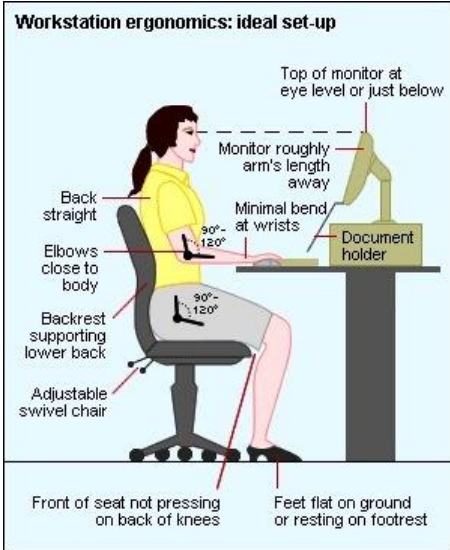 Workstation ergonomics: ideal set-up
Top of monitor at
eye level or just below
Monitor roughly
arm's length
away
Back
straight
Minimal bend
at wrists
90°-
120°
Document
holder
Elbows
close to
body
90°-
120°
Backrest
supporting
lower back
Adjustable
swivel chair
Front of seat not pressing
on back of knees
Feet flat on ground
or resting on footrest